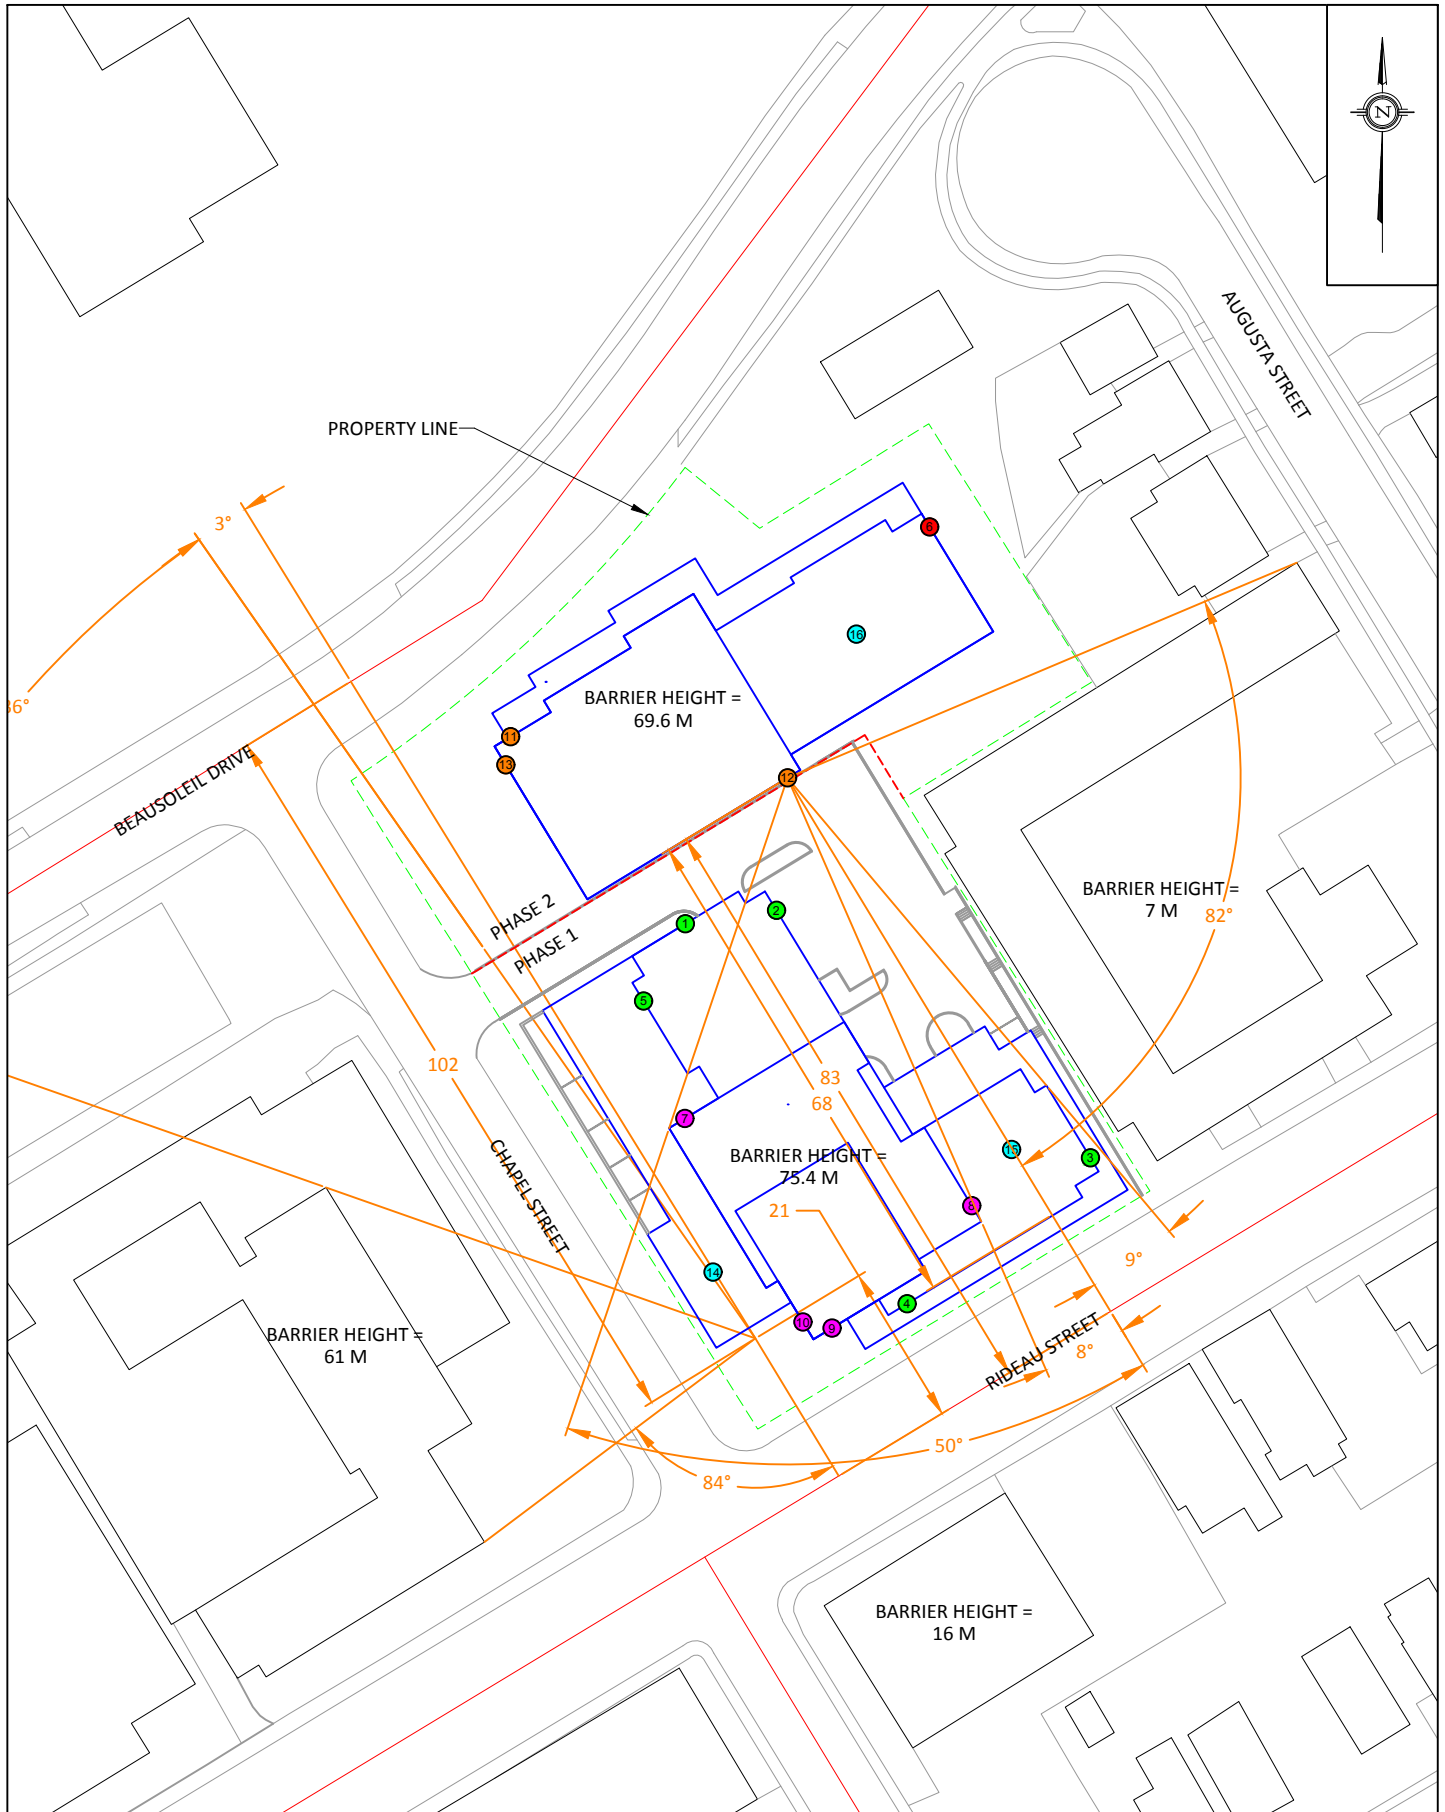 N
AUGUSTA STREET
PROPERTY LINE
3°
6
16
36°
BARRIER HEIGHT =
69.6 M
11
13
12
BEAUSOLEIL DRIVE
BARRIER HEIGHT =
7 M
82°
PHASE 2
PHASE 1
1
2
5
102
83
68
7
CHAPEL STREET
BARRIER HEIGHT =
75.4 M
15
3
8
21
14
9°
4
10
9
BARRIER HEIGHT =
61 M
RIDEAU STREET
8°
50°
84°
BARRIER HEIGHT =
16 M